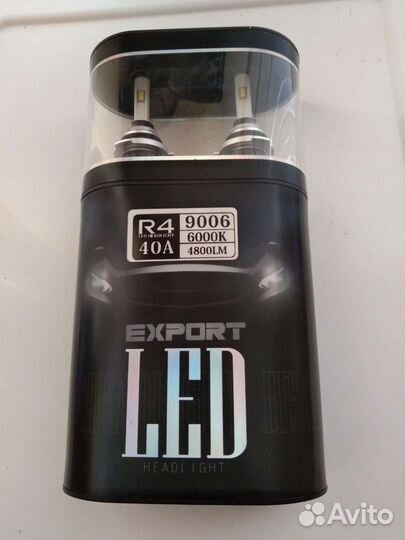 R4
LED HEADLIGHT
40A
9006
6000K
4800LM
EXPORT
LED
HEADLIGHT
Avito